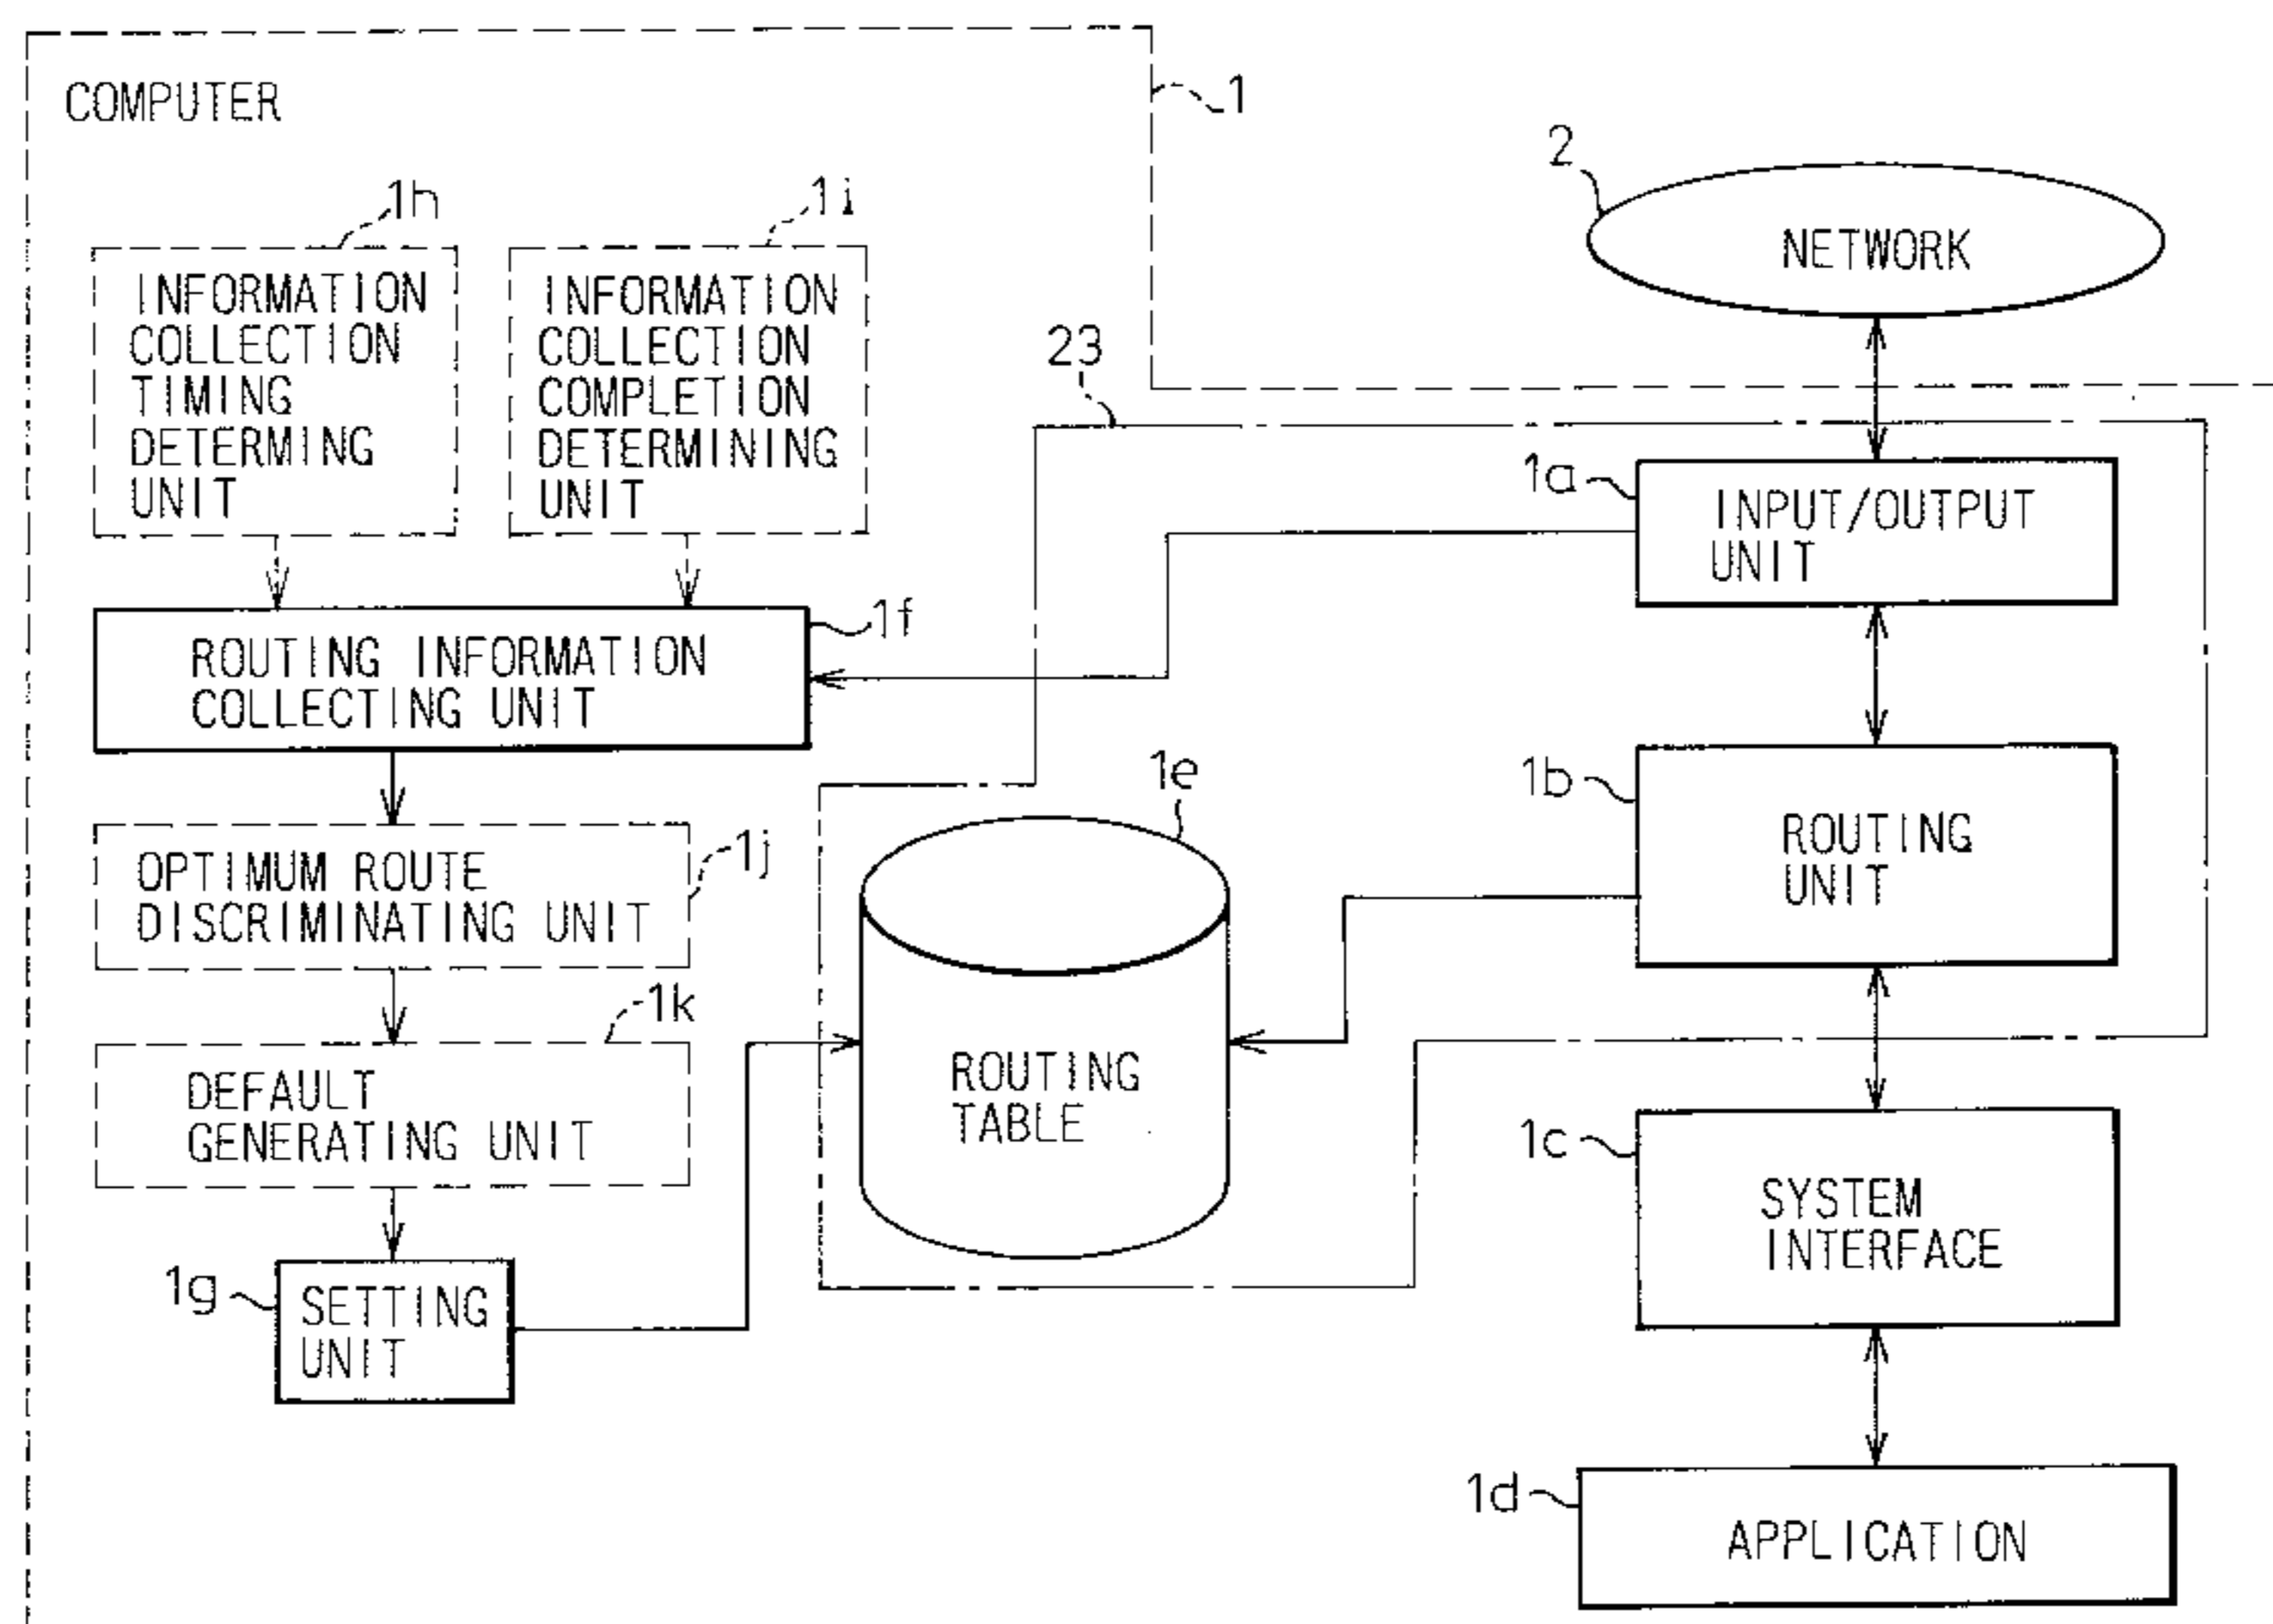 COMPUTER
1
2
NETWORK
1h
1i
INFORMATION
COLLECTION
TIMING
DETERMING
UNIT
INFORMATION
COLLECTION
COMPLETION
DETERMINING
UNIT
23
1a
INPUT/OUTPUT
UNIT
1f
ROUTING INFORMATION
COLLECTING UNIT
1e
1b
ROUTING
UNIT
1j
OPTIMUM ROUTE
DISCRIMINATING UNIT
1k
DEFAULT
GENERATING UNIT
ROUTING
TABLE
1c
SYSTEM
INTERFACE
1g
SETTING
UNIT
1d
APPLICATION